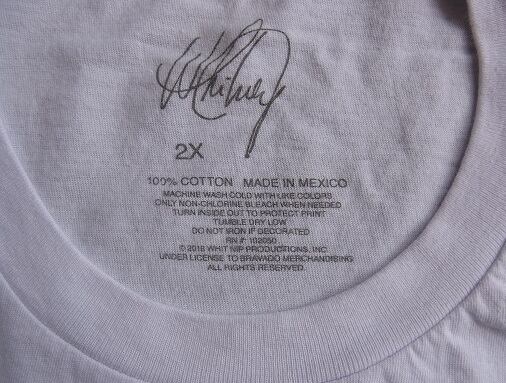 Whitney
2X
100% COTTON MADE IN MEXICO
MACHINE WASH COLD WITH LIKE COLORS
ONLY NON-CHLORINE BLEACH WHEN NEEDED
TURN INSIDE OUT TO PROTECT PRINT
TUMBLE DRY LOW
DO NOT IRON IF DECORATED
RN# 102050
© 2018 WHIT NIP PRODUCTIONS, INC
UNDER LICENSE TO BRAVADO MERCHANDISING
ALL RIGHTS RESERVED.